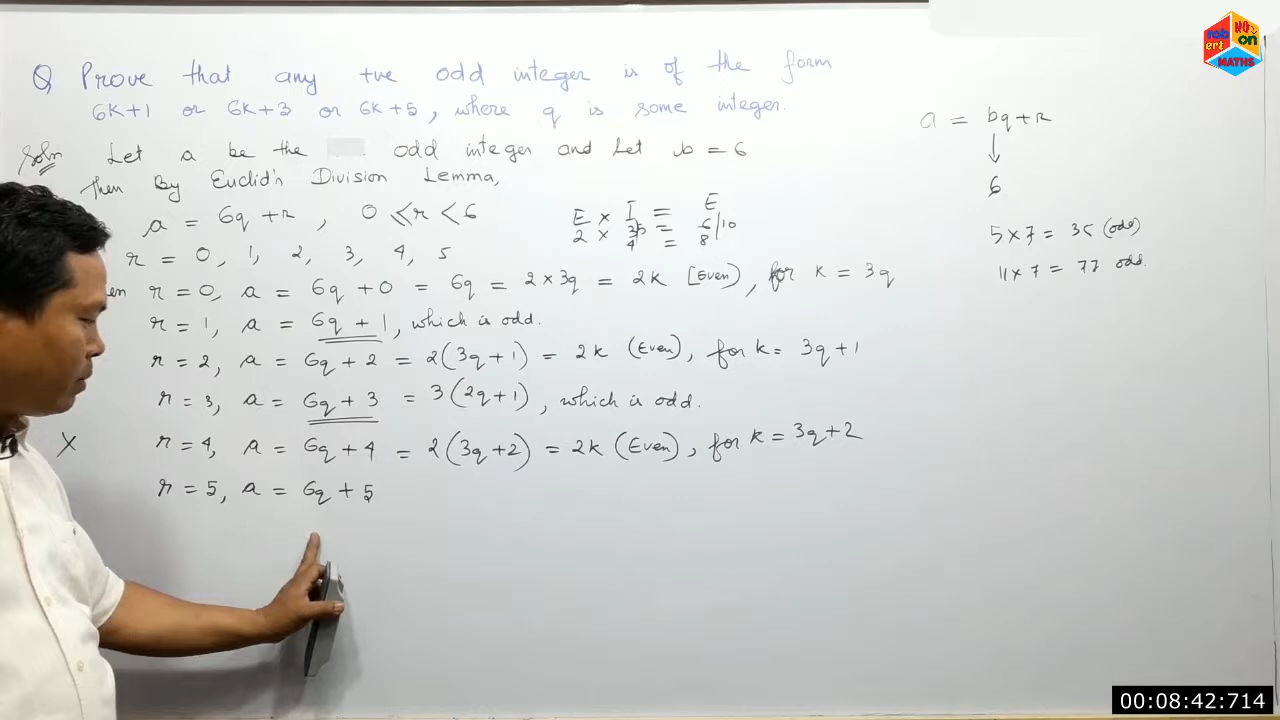 Q Prove that any +ve odd integer is of the form
6K+1 or 6K+3 or 6K+5, where q is some integer.
Soln Let a be the odd integer and Let b = 6
then By Euclid's Division Lemma,
a = 6q + r, 0 ≤ r < 6
r = 0, 1, 2, 3, 4, 5
r = 0, a = 6q + 0 = 6q = 2 × 3q = 2K [Even), for K = 3q
r = 1, a = 6q + 1, which is odd.
r = 2, a = 6q + 2 = 2(3q+1) = 2K (Even), for K = 3q+1
r = 3, a = 6q + 3 = 3(2q+1), which is odd.
X r = 4, a = 6q + 4 = 2(3q+2) = 2K (Even), for K = 3q+2
r = 5, a = 6q + 5
E × I = E
2 × = 6/10
4 = 8
a = bq+r
6
5 × 7 = 35 (odd)
11 × 7 = 77 odd.
rob NO
ert on
MATHS
00:08:42:714